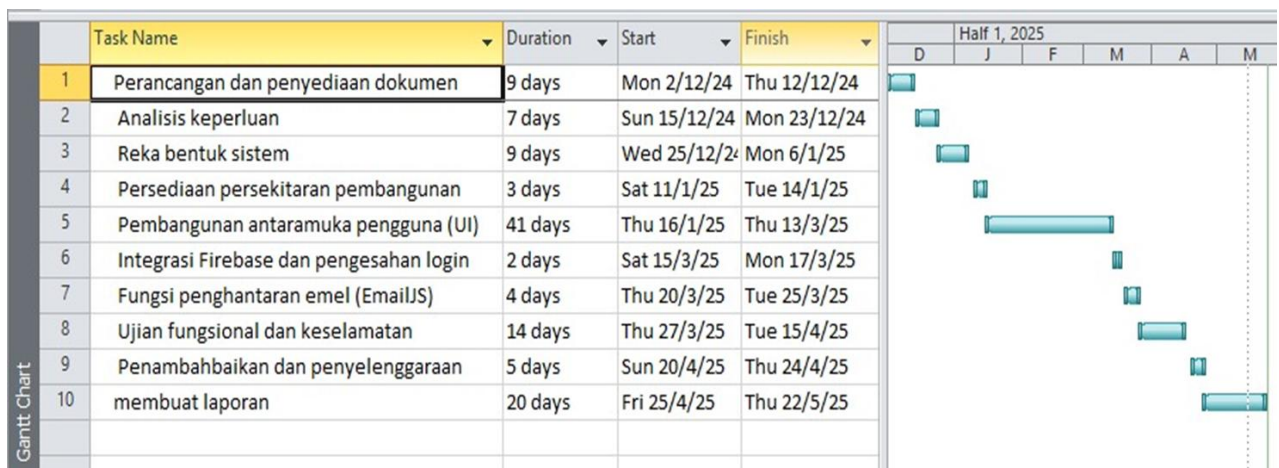 Task Name Duration Start Finish Half 1, 2025
D J F M A M
1 Perancangan dan penyediaan dokumen 9 days Mon 2/12/24 Thu 12/12/24
2 Analisis keperluan 7 days Sun 15/12/24 Mon 23/12/24
3 Reka bentuk sistem 9 days Wed 25/12/24 Mon 6/1/25
4 Persediaan persekitaran pembangunan 3 days Sat 11/1/25 Tue 14/1/25
5 Pembangunan antaramuka pengguna (UI) 41 days Thu 16/1/25 Thu 13/3/25
6 Integrasi Firebase dan pengesahan login 2 days Sat 15/3/25 Mon 17/3/25
7 Fungsi penghantaran emel (EmailJS) 4 days Thu 20/3/25 Tue 25/3/25
8 Ujian fungsional dan keselamatan 14 days Thu 27/3/25 Tue 15/4/25
9 Penambahbaikan dan penyelenggaraan 5 days Sun 20/4/25 Thu 24/4/25
10 membuat laporan 20 days Fri 25/4/25 Thu 22/5/25
Gantt Chart